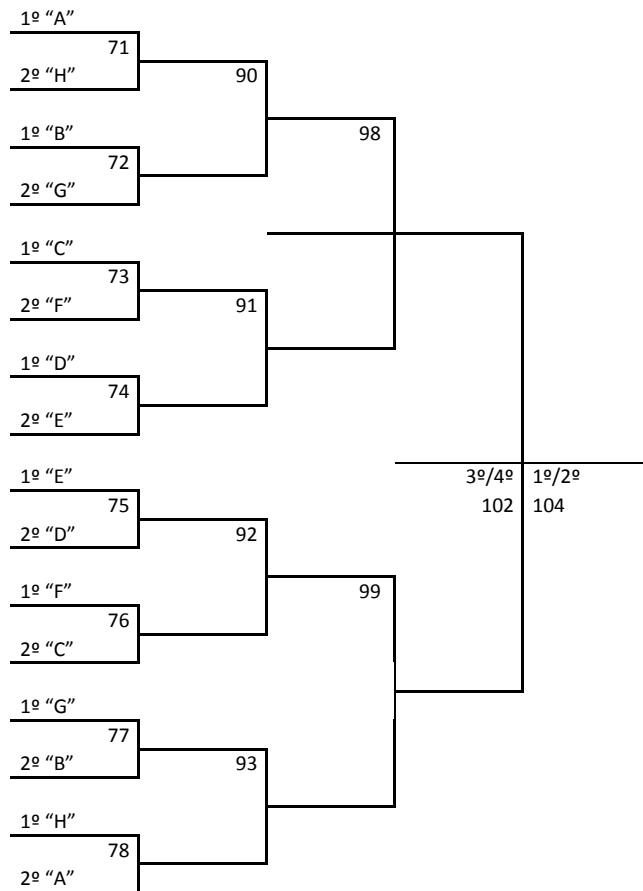 1º “A”
71
2º “H”
90
1º “B”
98
72
2º “G”
1º “C”
73
2º “F”
91
1º “D”
74
2º “E”
3º/4º 1º/2º
1º “E”
75
102 104
2º “D”
92
1º “F”
99
76
2º “C”
1º “G”
77
2º “B”
93
1º “H”
78
2º “A”